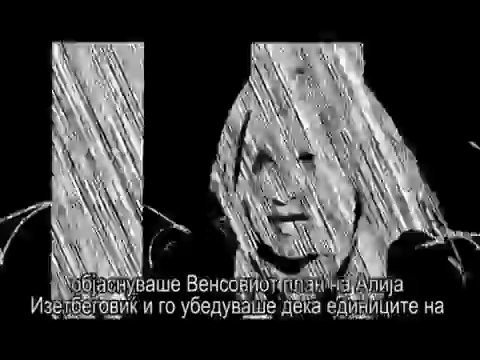 објаснуваше Венсовиот план на Алија
Изетбеговиќ и го убедуваше дека единиците на